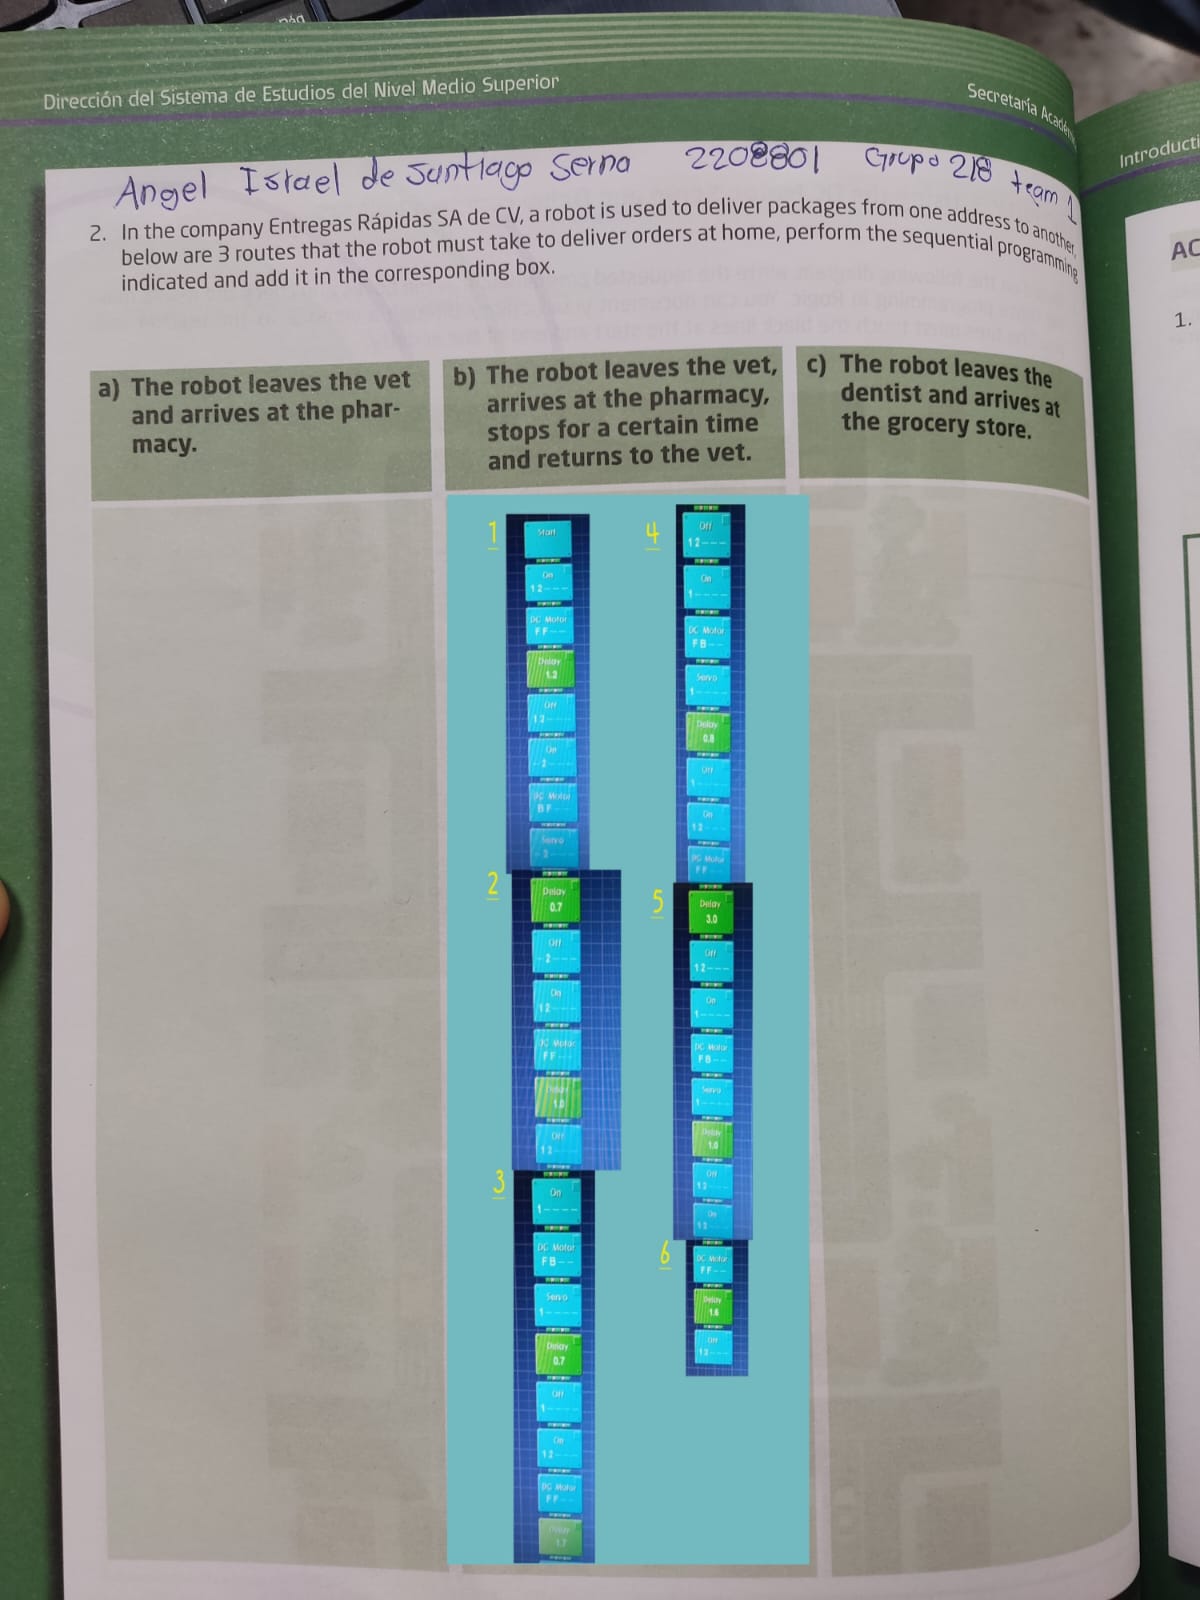 Dirección del Sistema de Estudios del Nivel Medio Superior
Secretaría
Introducti
Angel Israel de Santiago Serna 2208801 Grupo 218 team 1
2. In the company Entregas Rápidas SA de CV, a robot is used to deliver packages from one address to another,
below are 3 routes that the robot must take to deliver orders at home, perform the sequential programming
indicated and add it in the corresponding box.
AC
1.
a) The robot leaves the vet
and arrives at the phar-
macy.
b) The robot leaves the vet,
arrives at the pharmacy,
stops for a certain time
and returns to the vet.
c) The robot leaves the
dentist and arrives at
the grocery store.
1
Start
On
12---
DC Motor
FF--
Delay
1.2
Off
12---
On
-2---
DC Motor
BF--
Servo
-2---
2
Delay
0.7
Off
-2---
On
12---
DC Motor
FF--
Delay
1.0
Off
12---
3
On
1----
DC Motor
FB--
Servo
1----
Delay
0.7
Off
1----
On
12---
DC Motor
FF--
Delay
1.7
4
Off
12---
On
1----
DC Motor
FB--
Servo
1----
Delay
0.8
Off
1----
On
12---
DC Motor
FF--
5
Delay
3.0
Off
12---
On
1----
DC Motor
FB--
Servo
1----
Delay
1.0
Off
12---
On
12---
6
DC Motor
FF--
Delay
1.6
Off
12---